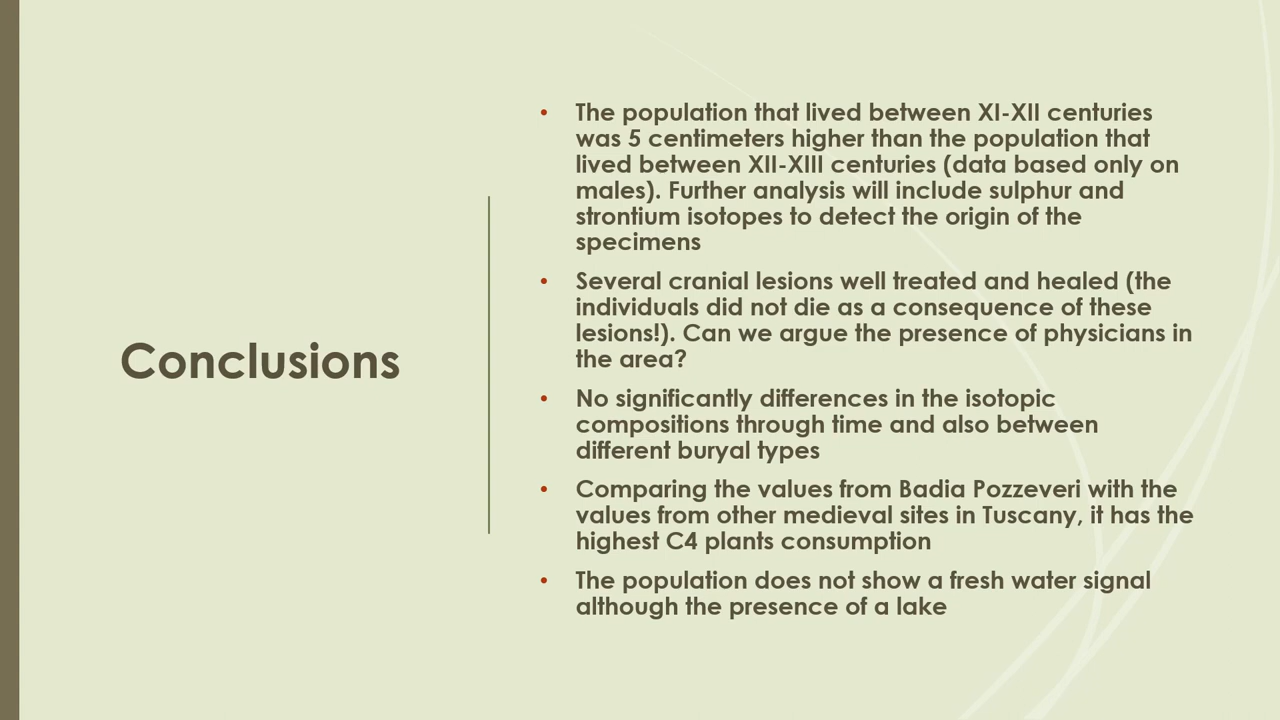 Conclusions
• The population that lived between XI-XII centuries
was 5 centimeters higher than the population that
lived between XII-XIII centuries (data based only on
males). Further analysis will include sulphur and
strontium isotopes to detect the origin of the
specimens
• Several cranial lesions well treated and healed (the
individuals did not die as a consequence of these
lesions!). Can we argue the presence of physicians in
the area?
• No significantly differences in the isotopic
compositions through time and also between
different buryal types
• Comparing the values from Badia Pozzeveri with the
values from other medieval sites in Tuscany, it has the
highest C4 plants consumption
• The population does not show a fresh water signal
although the presence of a lake